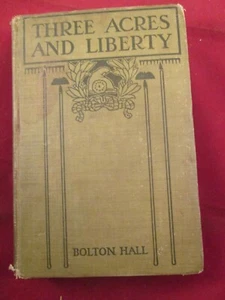 THREE ACRES
AND LIBERTY
BOLTON HALL